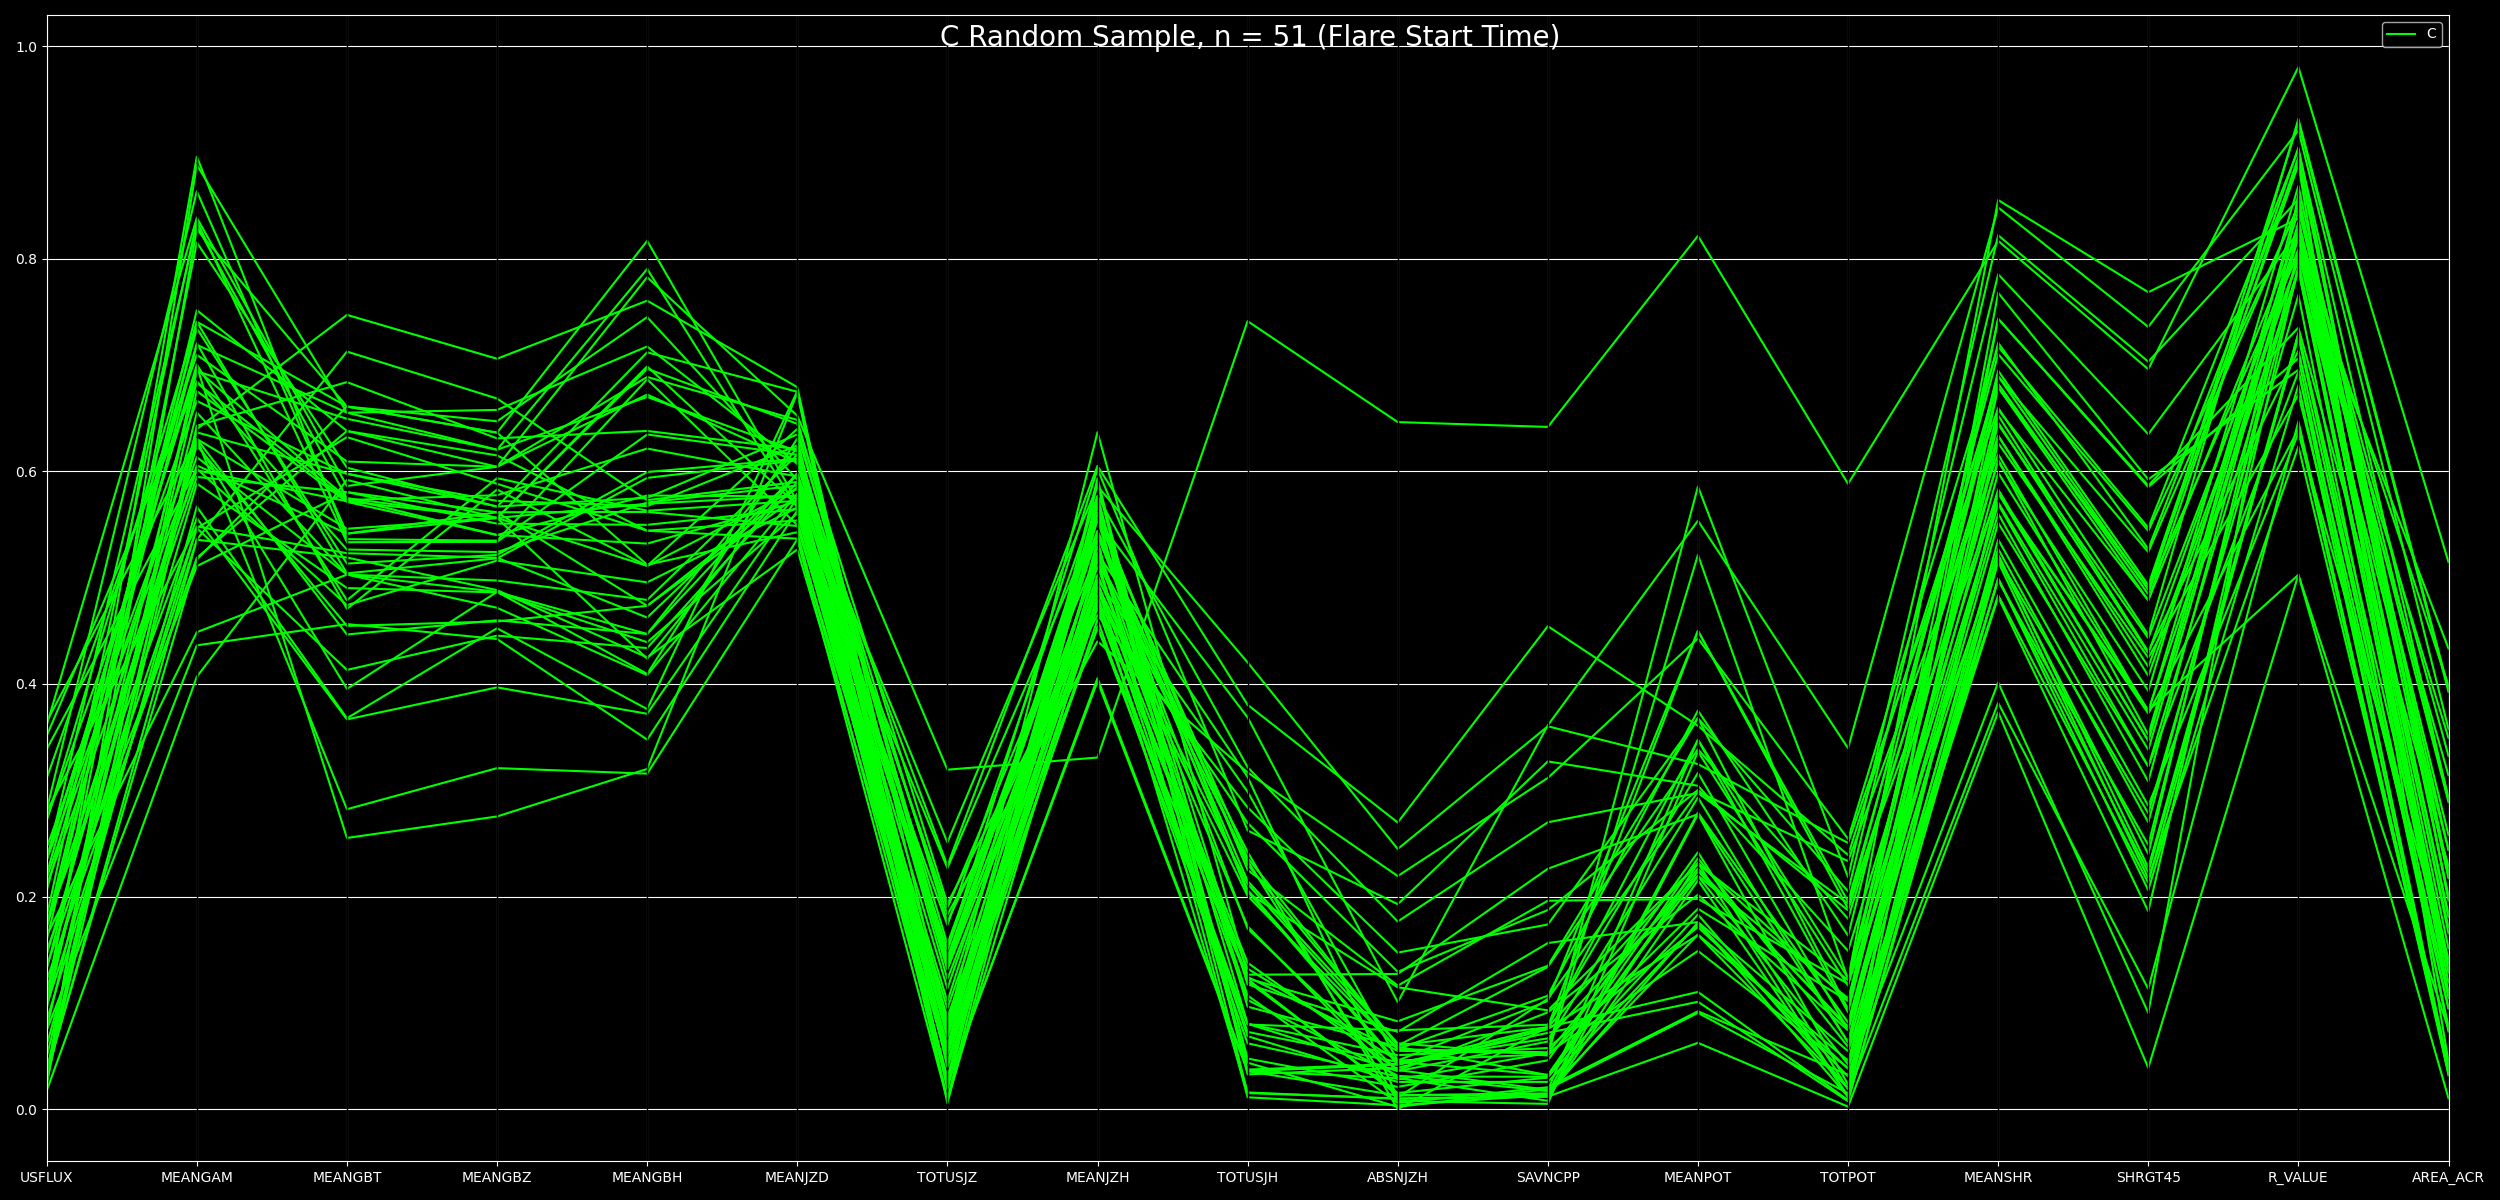 C Random Sample, n = 51 (Flare Start Time)
C
1.0
0.8
0.6
0.4
0.2
0.0
USFLUX MEANGAM MEANGBT MEANGBZ MEANGBH MEANJZD TOTUSJZ MEANJZH TOTUSJH ABSNJZH SAVNCPP MEANPOT TOTPOT MEANSHR SHRGT45 R_VALUE AREA_ACR